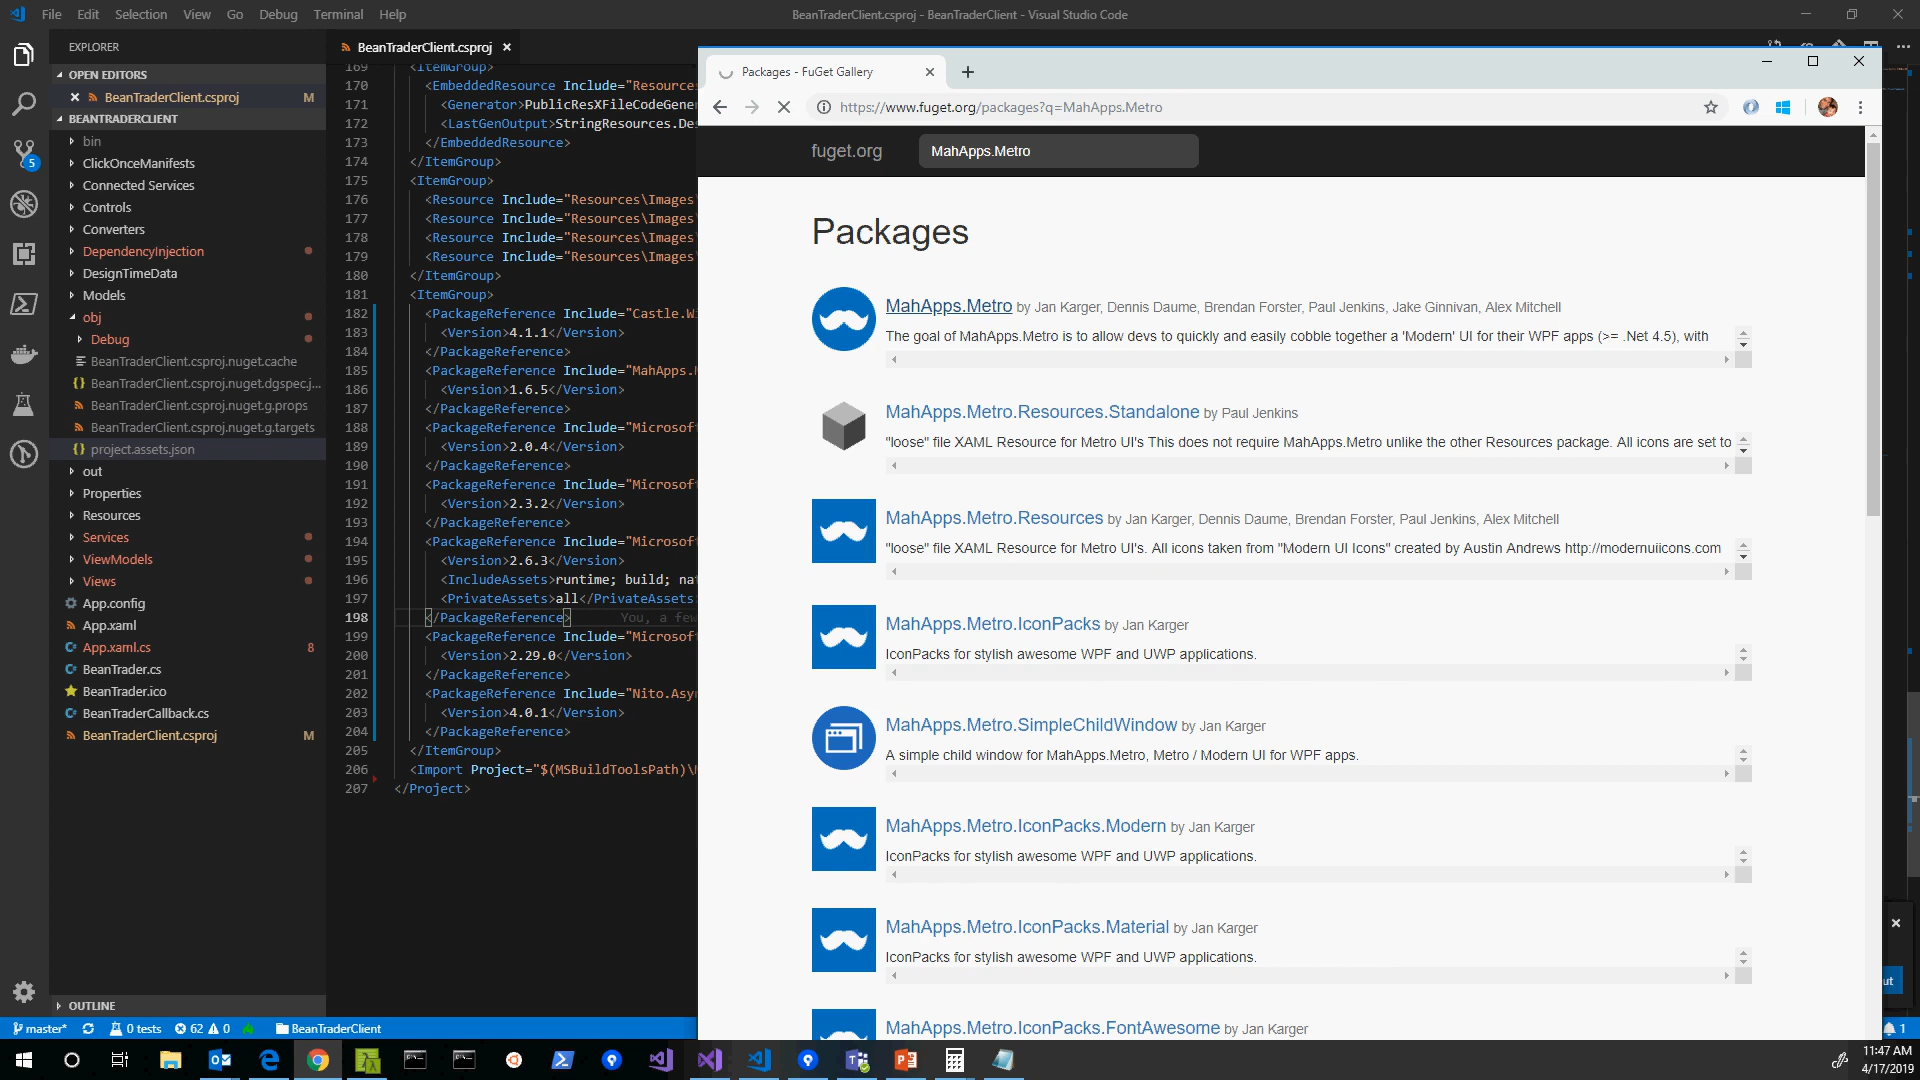 File Edit Selection View Go Debug Terminal Help
BeanTraderClient.csproj - BeanTraderClient - Visual Studio Code
EXPLORER
OPEN EDITORS
BeanTraderClient.csproj M
BEANTRADERCLIENT
bin
ClickOnceManifests
Connected Services
Controls
Converters
DependencyInjection
DesignTimeData
Models
obj
Debug
BeanTraderClient.csproj.nuget.cache
BeanTraderClient.csproj.nuget.dgspec.j...
BeanTraderClient.csproj.nuget.g.props
BeanTraderClient.csproj.nuget.g.targets
project.assets.json
out
Properties
Resources
Services
ViewModels
Views
App.config
App.xaml
App.xaml.cs 8
BeanTrader.cs
BeanTrader.ico
BeanTraderCallback.cs
BeanTraderClient.csproj M
OUTLINE
5
BeanTraderClient.csproj
169 <ItemGroup>
170 <EmbeddedResource Include="Resource
171 <Generator>PublicResXFileCodeGener
172 <LastGenOutput>StringResources.De
173 </EmbeddedResource>
174 </ItemGroup>
175 <ItemGroup>
176 <Resource Include="Resources\Images
177 <Resource Include="Resources\Images
178 <Resource Include="Resources\Images
179 <Resource Include="Resources\Images
180 </ItemGroup>
181 <ItemGroup>
182 <PackageReference Include="Castle.W
183 <Version>4.1.1</Version>
184 </PackageReference>
185 <PackageReference Include="MahApps.
186 <Version>1.6.5</Version>
187 </PackageReference>
188 <PackageReference Include="Microsof
189 <Version>2.0.4</Version>
190 </PackageReference>
191 <PackageReference Include="Microsof
192 <Version>2.3.2</Version>
193 </PackageReference>
194 <PackageReference Include="Microsof
195 <Version>2.6.3</Version>
196 <IncludeAssets>runtime; build; na
197 <PrivateAssets>all</PrivateAssets
198 </PackageReference> You, a few
199 <PackageReference Include="Microsof
200 <Version>2.29.0</Version>
201 </PackageReference>
202 <PackageReference Include="Nito.Asy
203 <Version>4.0.1</Version>
204 </PackageReference>
205 </ItemGroup>
206 <Import Project="$(MSBuildToolsPath)\
207 </Project>
Packages - FuGet Gallery
https://www.fuget.org/packages?q=MahApps.Metro
fuget.org MahApps.Metro
Packages
MahApps.Metro by Jan Karger, Dennis Daume, Brendan Forster, Paul Jenkins, Jake Ginnivan, Alex Mitchell
The goal of MahApps.Metro is to allow devs to quickly and easily cobble together a 'Modern' UI for their WPF apps (>= .Net 4.5), with
MahApps.Metro.Resources.Standalone by Paul Jenkins
"loose" file XAML Resource for Metro UI's This does not require MahApps.Metro unlike the other Resources package. All icons are set to
MahApps.Metro.Resources by Jan Karger, Dennis Daume, Brendan Forster, Paul Jenkins, Alex Mitchell
"loose" file XAML Resource for Metro UI's. All icons taken from "Modern UI Icons" created by Austin Andrews http://modernuiicons.com
MahApps.Metro.IconPacks by Jan Karger
IconPacks for stylish awesome WPF and UWP applications.
MahApps.Metro.SimpleChildWindow by Jan Karger
A simple child window for MahApps.Metro, Metro / Modern UI for WPF apps.
MahApps.Metro.IconPacks.Modern by Jan Karger
IconPacks for stylish awesome WPF and UWP applications.
MahApps.Metro.IconPacks.Material by Jan Karger
IconPacks for stylish awesome WPF and UWP applications.
MahApps.Metro.IconPacks.FontAwesome by Jan Karger
ut
master* 0 tests 62 0 BeanTraderClient 1
11:47 AM
4/17/2019